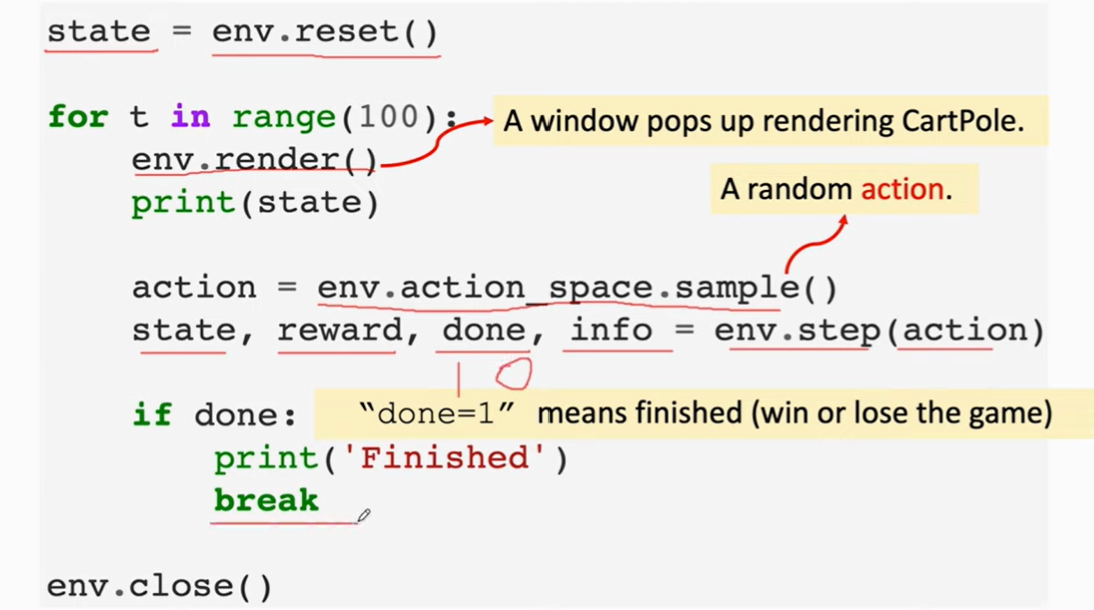 state = env.reset()
for t in range(100):
A window pops up rendering CartPole.
env.render()
print(state)
A random action.
action = env.action_space.sample()
state, reward, done, info = env.step(action)
1 0
if done:
"done=1" means finished (win or lose the game)
print('Finished')
break
env.close()